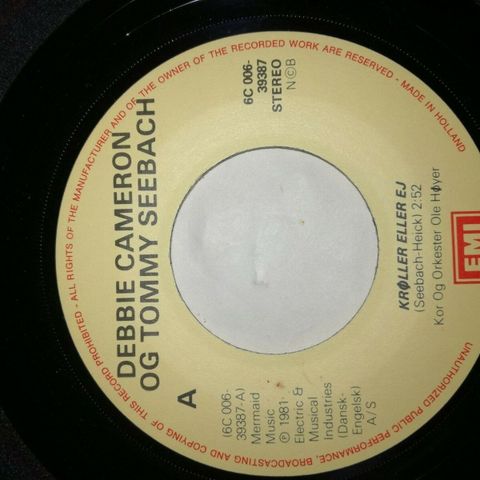 ALL RIGHTS OF THE MANUFACTURER AND OF THE OWNER OF THE RECORDED WORK ARE RESERVED - MADE IN HOLLAND
UNAUTHORIZED PUBLIC PERFORMANCE, BROADCASTING AND COPYING OF THIS RECORD PROHIBITED -
DEBBIE CAMERON
OG TOMMY SEEBACH
A
6C 006-
39387
STEREO
N©B
(6C 006-
39387-A)
Mermaid
Music
℗ 1981
Electric &
Musical
Industries
(Dansk-
Engelsk)
A/S
KRØLLER ELLER EJ
(Seebach-Heick) 2:52
Kor Og Orkester Ole Høyer
EMI